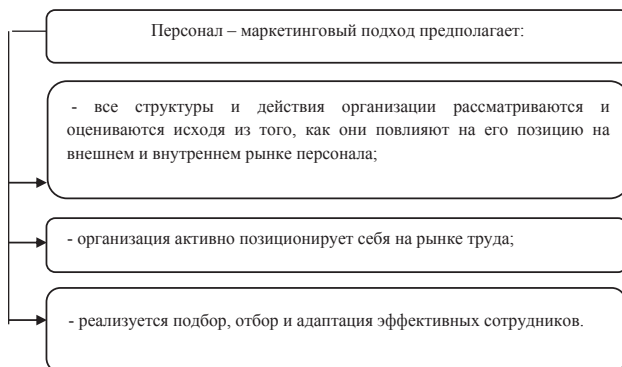 Персонал – маркетинговый подход предполагает:
- все структуры и действия организации рассматриваются и
оцениваются исходя из того, как они повлияют на его позицию на
внешнем и внутреннем рынке персонала;
- организация активно позиционирует себя на рынке труда;
- реализуется подбор, отбор и адаптация эффективных сотрудников.